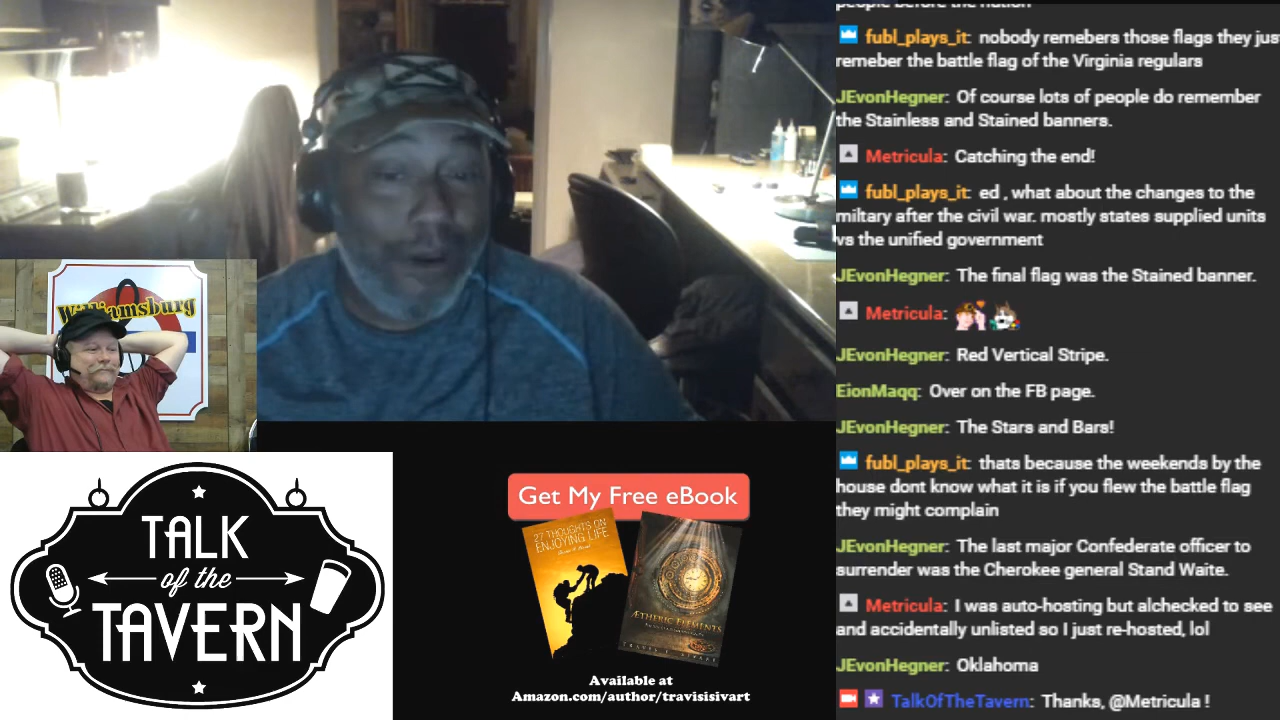 people before the nation
fubl_plays_it: nobody remebers those flags they jus
remeber the battle flag of the Virginia regulars
JEvonHegner: Of course lots of people do remember
the Stainless and Stained banners.
Metricula: Catching the end!
fubl_plays_it: ed , what about the changes to the
miltary after the civil war. mostly states supplied units
vs the unified government
JEvonHegner: The final flag was the Stained banner.
Metricula:
JEvonHegner: Red Vertical Stripe.
EionMaqq: Over on the FB page.
JEvonHegner: The Stars and Bars!
fubl_plays_it: thats because the weekends by the
house dont know what it is if you flew the battle flag
they might complain
JEvonHegner: The last major Confederate officer to
surrender was the Cherokee general Stand Waite.
Metricula: I was auto-hosting but alchecked to see
and accidentally unlisted so I just re-hosted, lol
JEvonHegner: Oklahoma
TalkOfTheTavern: Thanks, @Metricula !
Williamsburg
TALK
of the
TAVERN
Get My Free eBook
27 THOUGHTS ON
ENJOYING LIFE
ÆTHERIC ELEMENTS
Available at
Amazon.com/author/travisisivart